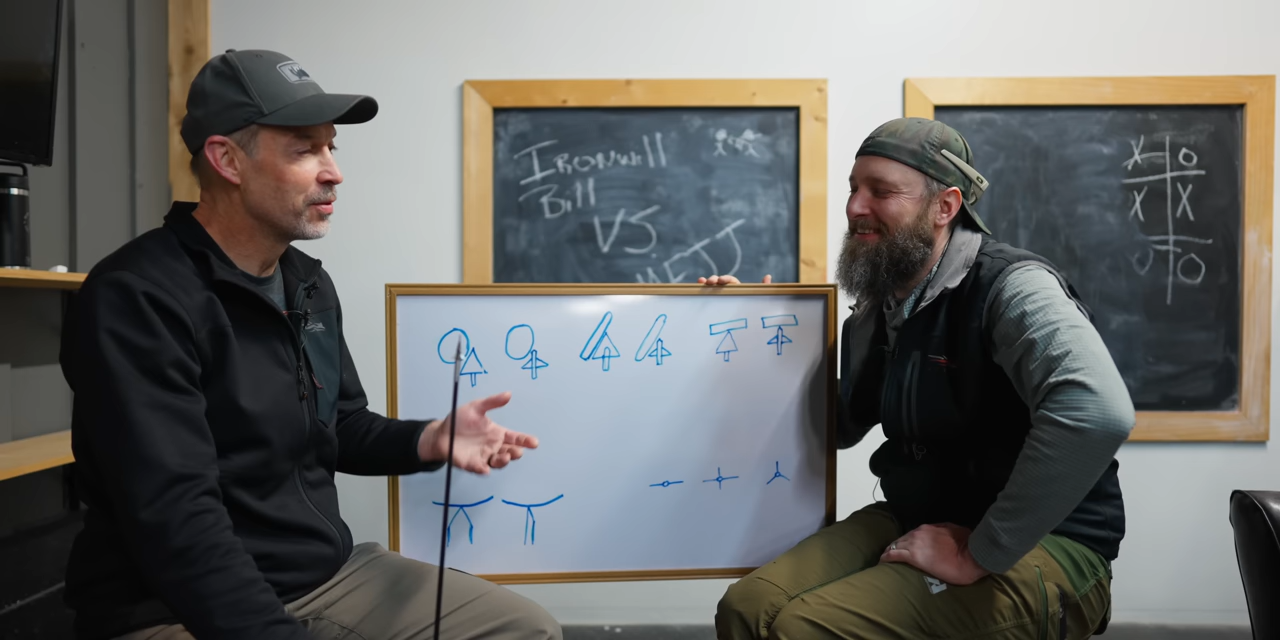 Ironwill
Bill
VS.
X O
X X
O O